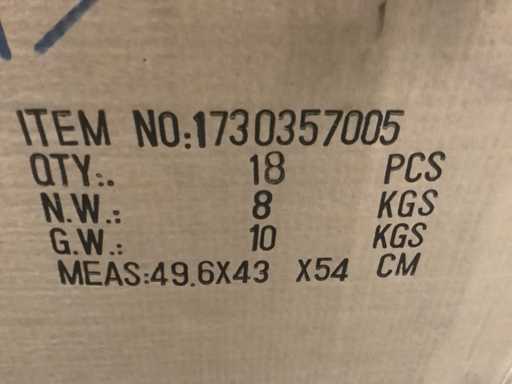 ITEM NO:1730357005
QTY:. 18 PCS
N.W.: 8 KGS
G.W.: 10 KGS
MEAS:49.6X43 X54 CM